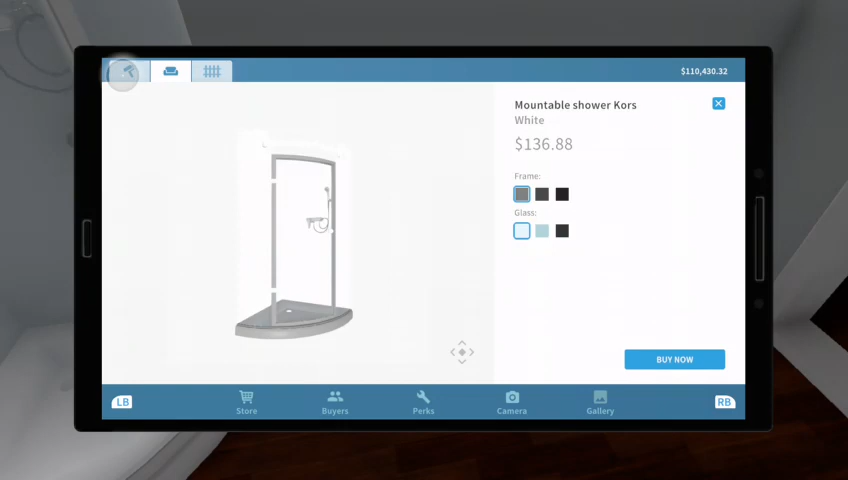 $110,430.32
Mountable shower Kors
White
$136.88
Frame:
Glass:
BUY NOW
LB
Store
Buyers
Perks
Camera
Gallery
RB